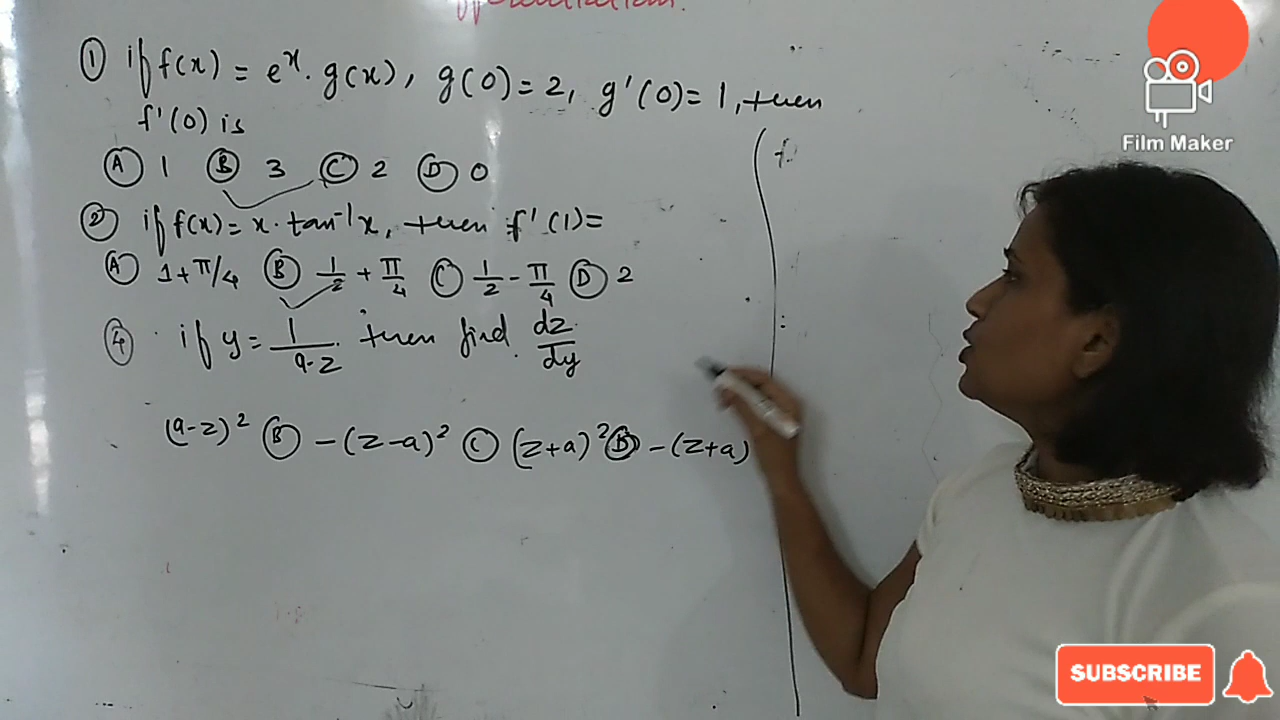 ① if f(x) = eˣ. g(x), g(0) = 2, g'(0) = 1, then
f'(0) is
Ⓐ 1 Ⓑ 3 Ⓒ 2 Ⓓ 0
② if f(x) = x. tan⁻¹x, then f'(1) =
Ⓐ 1 + π/4 Ⓑ 1/2 + π/4 Ⓒ 1/2 - π/4 Ⓓ 2
④ if y = 1/(a-z) then find dz/dy
(a-z)² Ⓑ -(z-a)² Ⓒ (z+a)² Ⓓ -(z+a)
Film Maker
SUBSCRIBE